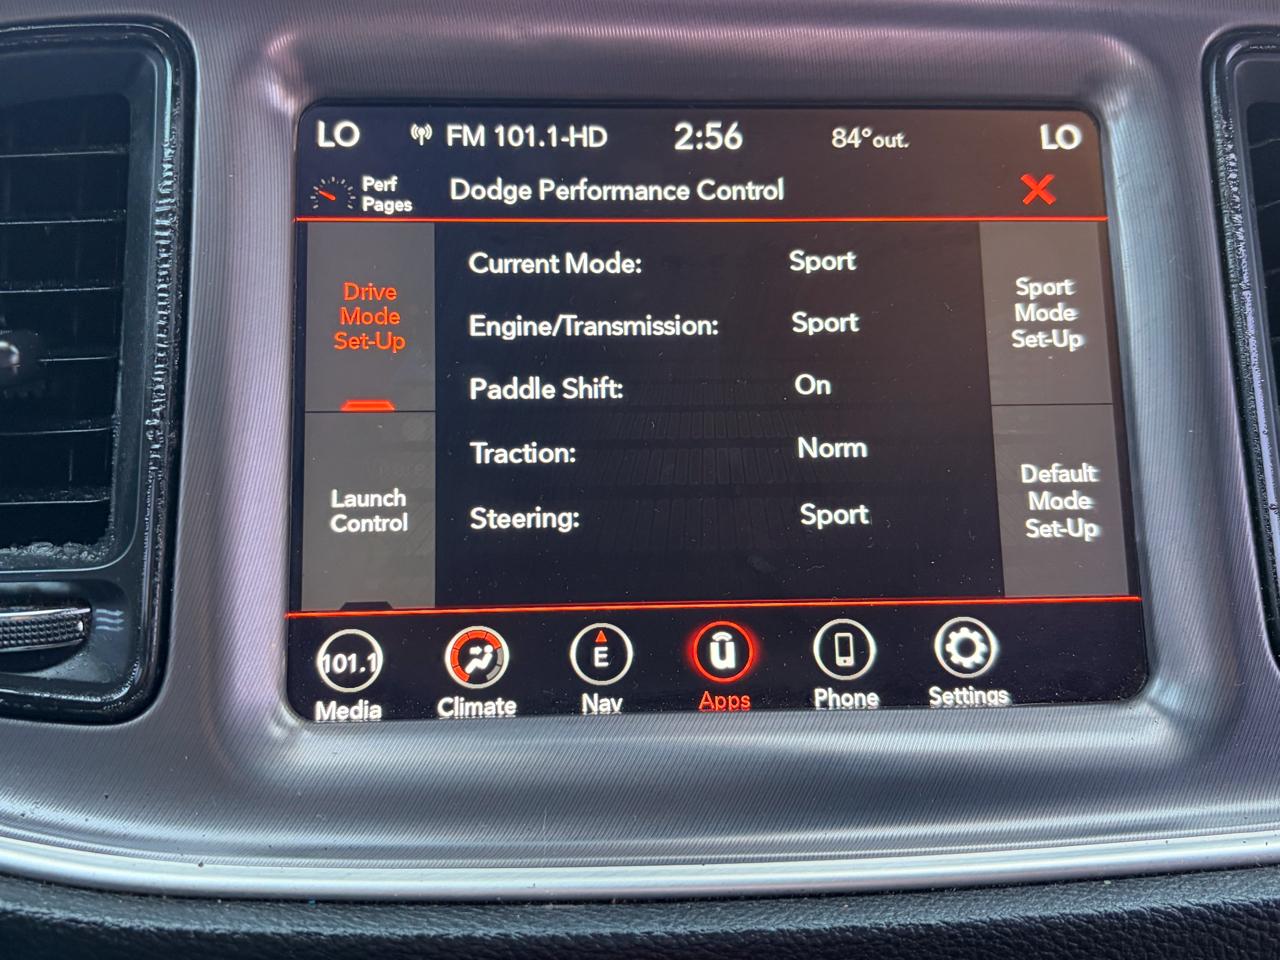 LO FM 101.1-HD 2:56 84°out. LO
Perf
Pages
Dodge Performance Control
Drive
Mode
Set-Up
Launch
Control
Current Mode: Sport
Engine/Transmission: Sport
Paddle Shift: On
Traction: Norm
Steering: Sport
Sport
Mode
Set-Up
Default
Mode
Set-Up
101.1
E
Media Climate Nav Apps Phone Settings